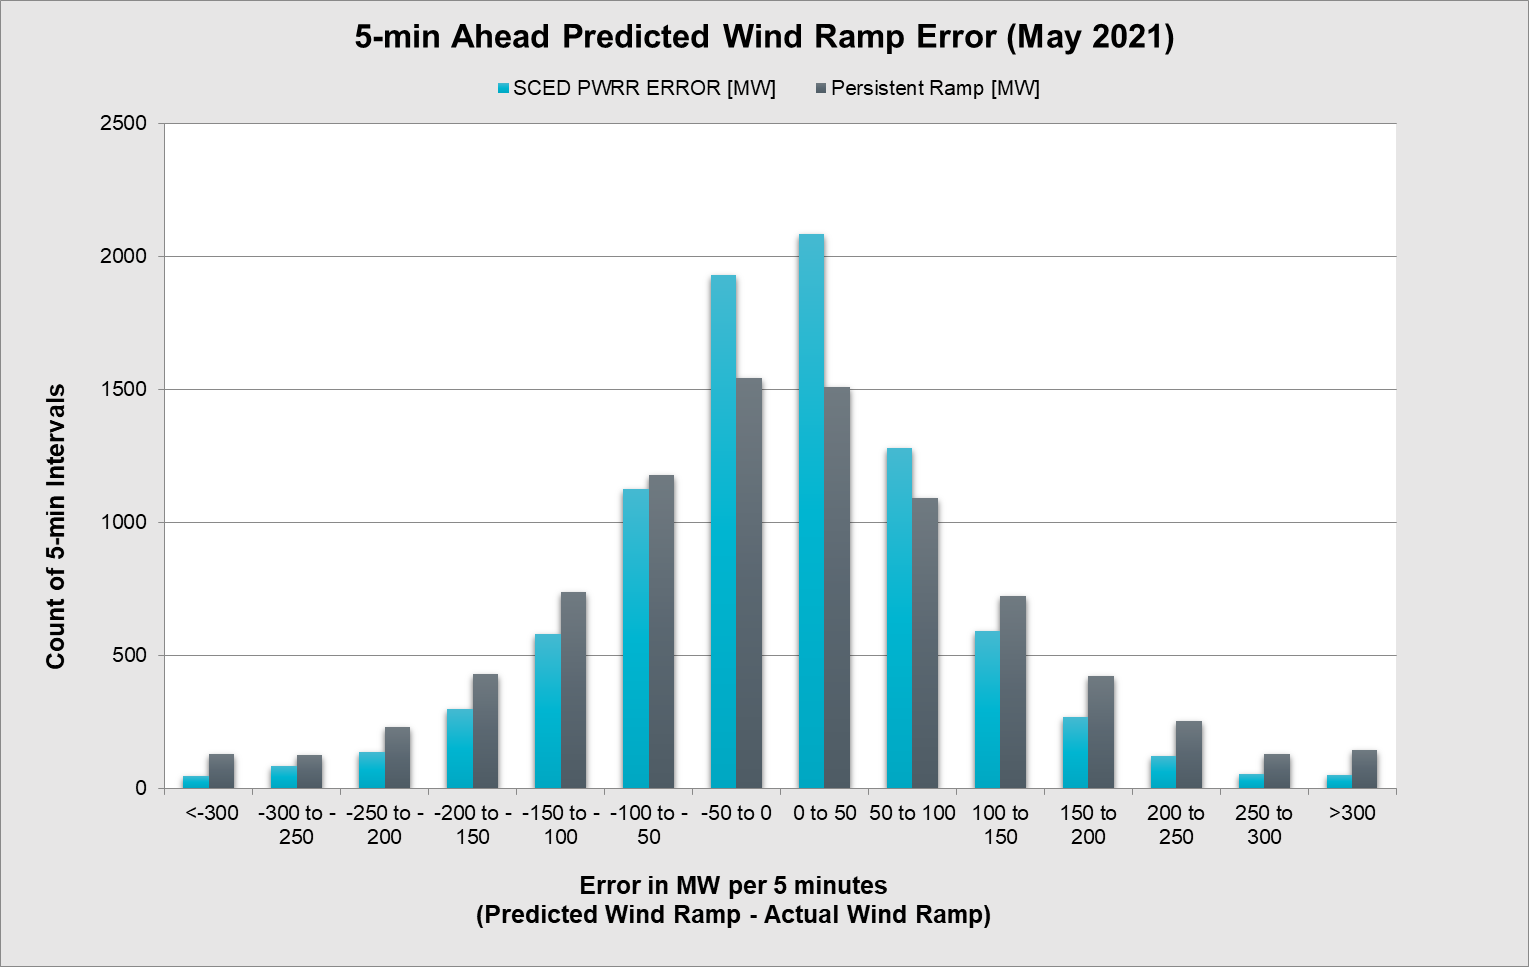 5-min Ahead Predicted Wind Ramp Error (May 2021)
SCED PWRR ERROR [MW] Persistent Ramp [MW]
2500
2000
1500
1000
500
0
Count of 5-min Intervals
<-300 -300 to - -250 to - -200 to - -150 to - -100 to - -50 to 0 0 to 50 50 to 100 100 to 150 to 200 to 250 to >300
250 200 150 100 50 150 200 250 300
Error in MW per 5 minutes
(Predicted Wind Ramp - Actual Wind Ramp)